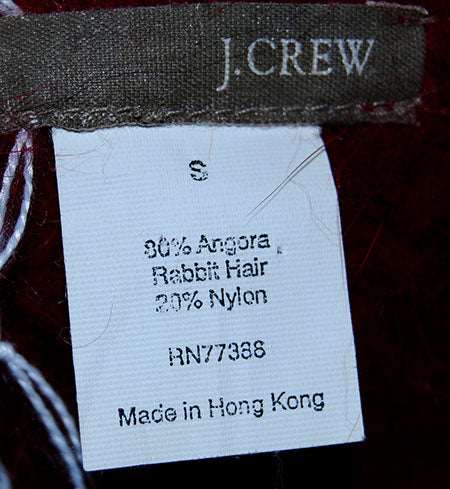 J.CREW
S
80% Angora
Rabbit Hair
20% Nylon
RN77388
Made in Hong Kong